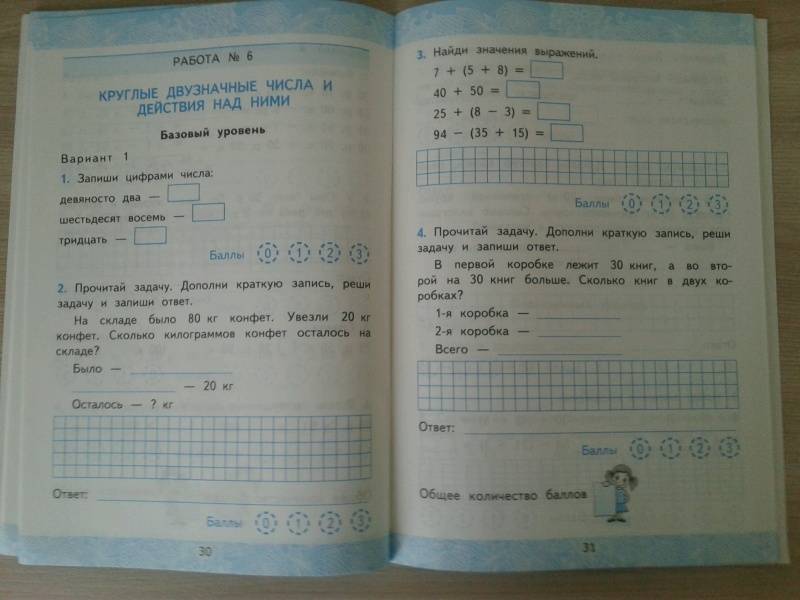 РАБОТА № 6
КРУГЛЫЕ ДВУЗНАЧНЫЕ ЧИСЛА И
ДЕЙСТВИЯ НАД НИМИ
Базовый уровень
Вариант 1
1. Запиши цифрами числа:
девяносто два —
шестьдесят восемь —
тридцать —
Баллы 0 1 2 3
2. Прочитай задачу. Дополни краткую запись, реши
задачу и запиши ответ.
На складе было 80 кг конфет. Увезли 20 кг
конфет. Сколько килограммов конфет осталось на
складе?
Было —
— 20 кг
Осталось — ? кг
Ответ:
Баллы 0 1 2 3
30
3. Найди значения выражений.
7 + (5 + 8) =
40 + 50 =
25 + (8 − 3) =
94 − (35 + 15) =
Баллы 0 1 2 3
4. Прочитай задачу. Дополни краткую запись, реши
задачу и запиши ответ.
В первой коробке лежит 30 книг, а во вто-
рой на 30 книг больше. Сколько книг в двух ко-
робках?
1-я коробка —
2-я коробка —
Всего —
Ответ:
Баллы 0 1 2 3
Общее количество баллов
31